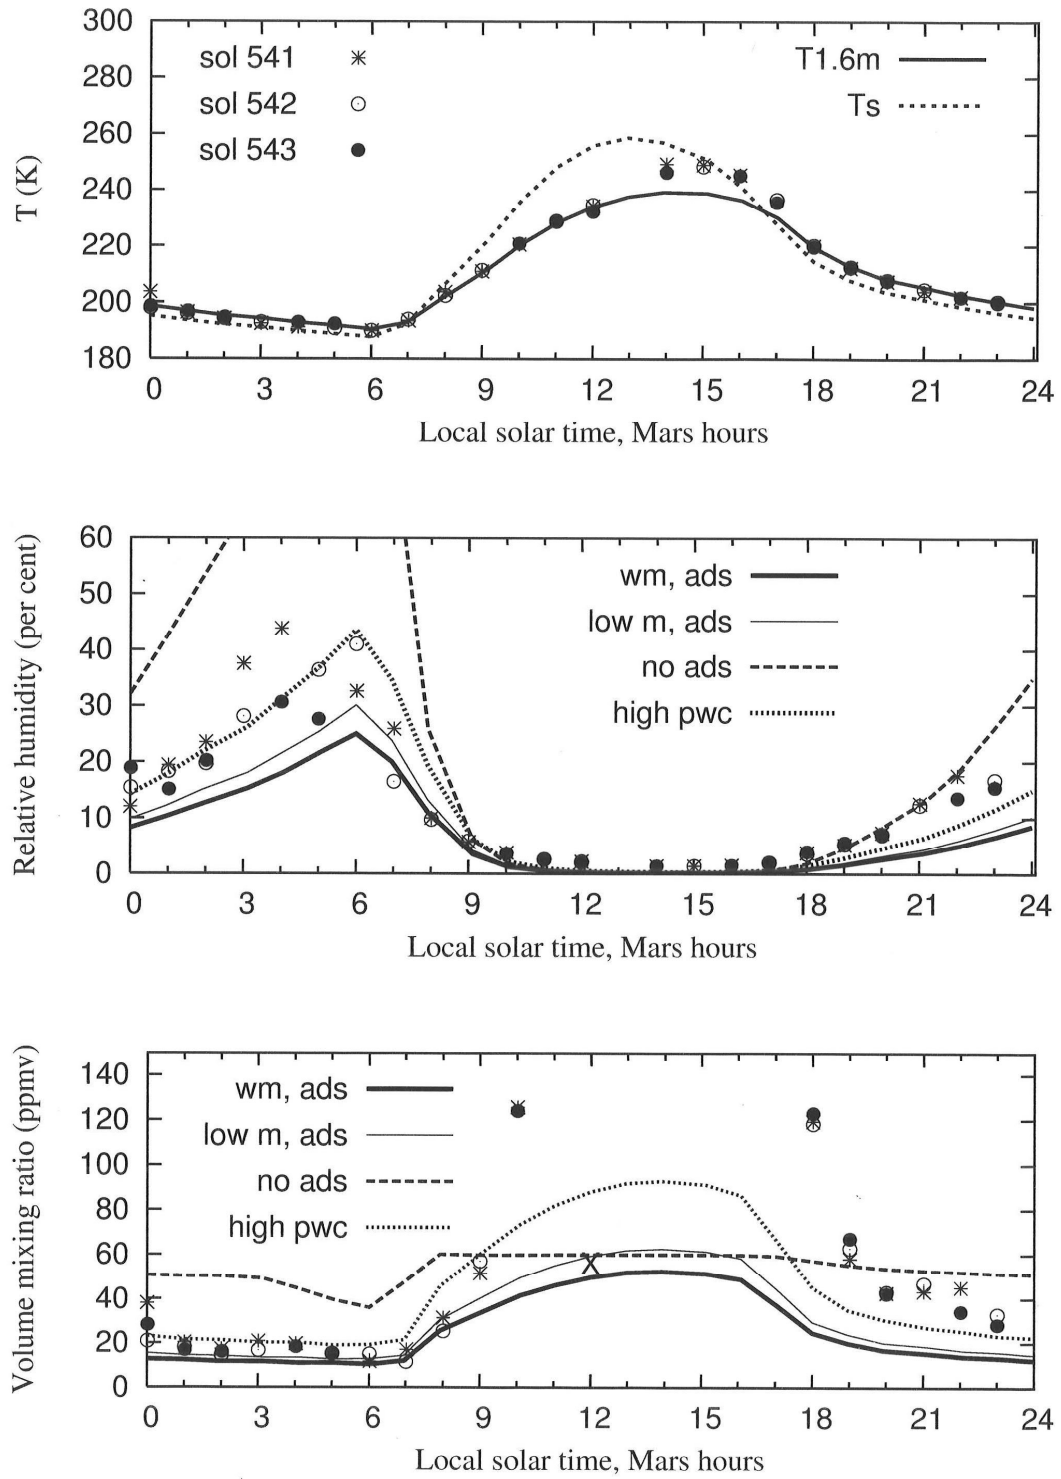 T (K)
300
280
260
240
220
200
180
sol 541
sol 542
sol 543
T1.6m
Ts
0 3 6 9 12 15 18 21 24
Local solar time, Mars hours
Relative humidity (per cent)
60
50
40
30
20
10
0
wm, ads
low m, ads
no ads
high pwc
0 3 6 9 12 15 18 21 24
Local solar time, Mars hours
Volume mixing ratio (ppmv)
140
120
100
80
60
40
20
0
wm, ads
low m, ads
no ads
high pwc
X
0 3 6 9 12 15 18 21 24
Local solar time, Mars hours